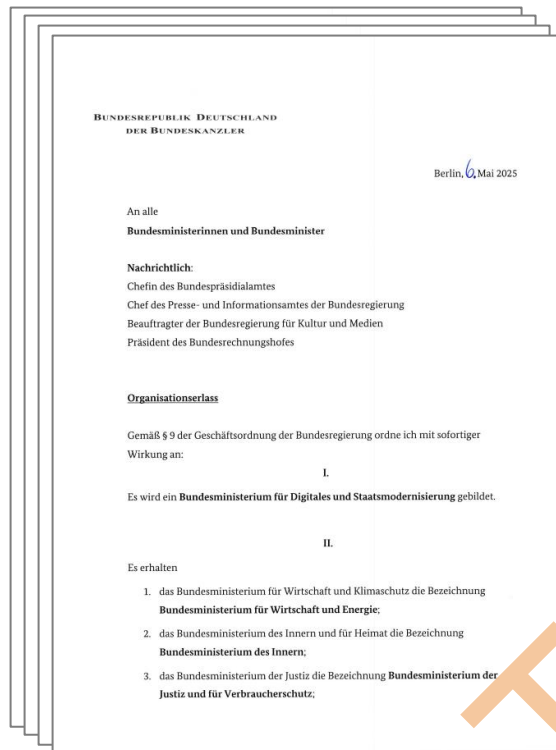 BUNDESREPUBLIK DEUTSCHLAND
DER BUNDESKANZLER
Berlin, 6. Mai 2025
An alle
Bundesministerinnen und Bundesminister
Nachrichtlich:
Chefin des Bundespräsidialamtes
Chef des Presse- und Informationsamtes der Bundesregierung
Beauftragter der Bundesregierung für Kultur und Medien
Präsident des Bundesrechnungshofes
Organisationserlass
Gemäß § 9 der Geschäftsordnung der Bundesregierung ordne ich mit sofortiger
Wirkung an:
I.
Es wird ein Bundesministerium für Digitales und Staatsmodernisierung gebildet.
II.
Es erhalten
1. das Bundesministerium für Wirtschaft und Klimaschutz die Bezeichnung
Bundesministerium für Wirtschaft und Energie;
2. das Bundesministerium des Innern und für Heimat die Bezeichnung
Bundesministerium des Innern;
3. das Bundesministerium der Justiz die Bezeichnung Bundesministerium der
Justiz und für Verbraucherschutz;